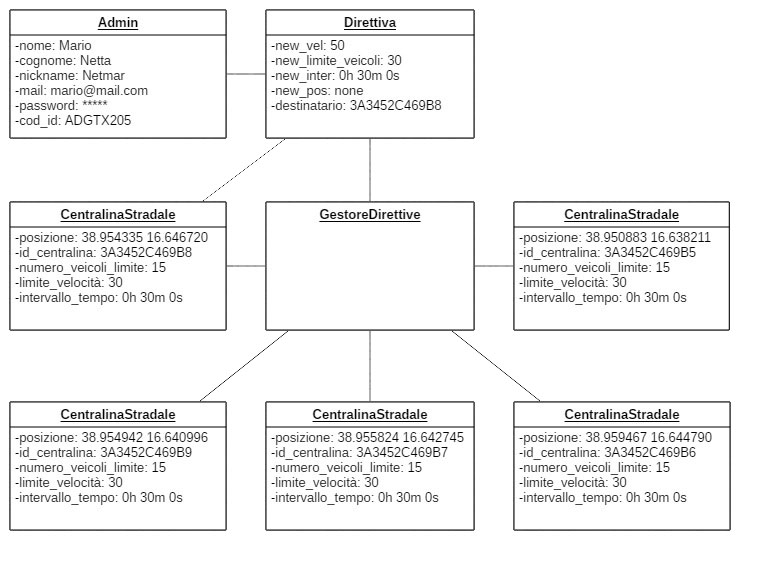 Admin
-nome: Mario
-cognome: Netta
-nickname: Netmar
-mail: mario@mail.com
-password: *****
-cod_id: ADGTX205
Direttiva
-new_vel: 50
-new_limite_veicoli: 30
-new_inter: 0h 30m 0s
-new_pos: none
-destinatario: 3A3452C469B8
CentralinaStradale
-posizione: 38.954335 16.646720
-id_centralina: 3A3452C469B8
-numero_veicoli_limite: 15
-limite_velocità: 30
-intervallo_tempo: 0h 30m 0s
GestoreDirettive
CentralinaStradale
-posizione: 38.950883 16.638211
-id_centralina: 3A3452C469B5
-numero_veicoli_limite: 15
-limite_velocità: 30
-intervallo_tempo: 0h 30m 0s
CentralinaStradale
-posizione: 38.954942 16.640996
-id_centralina: 3A3452C469B9
-numero_veicoli_limite: 15
-limite_velocità: 30
-intervallo_tempo: 0h 30m 0s
CentralinaStradale
-posizione: 38.955824 16.642745
-id_centralina: 3A3452C469B7
-numero_veicoli_limite: 15
-limite_velocità: 30
-intervallo_tempo: 0h 30m 0s
CentralinaStradale
-posizione: 38.959467 16.644790
-id_centralina: 3A3452C469B6
-numero_veicoli_limite: 15
-limite_velocità: 30
-intervallo_tempo: 0h 30m 0s